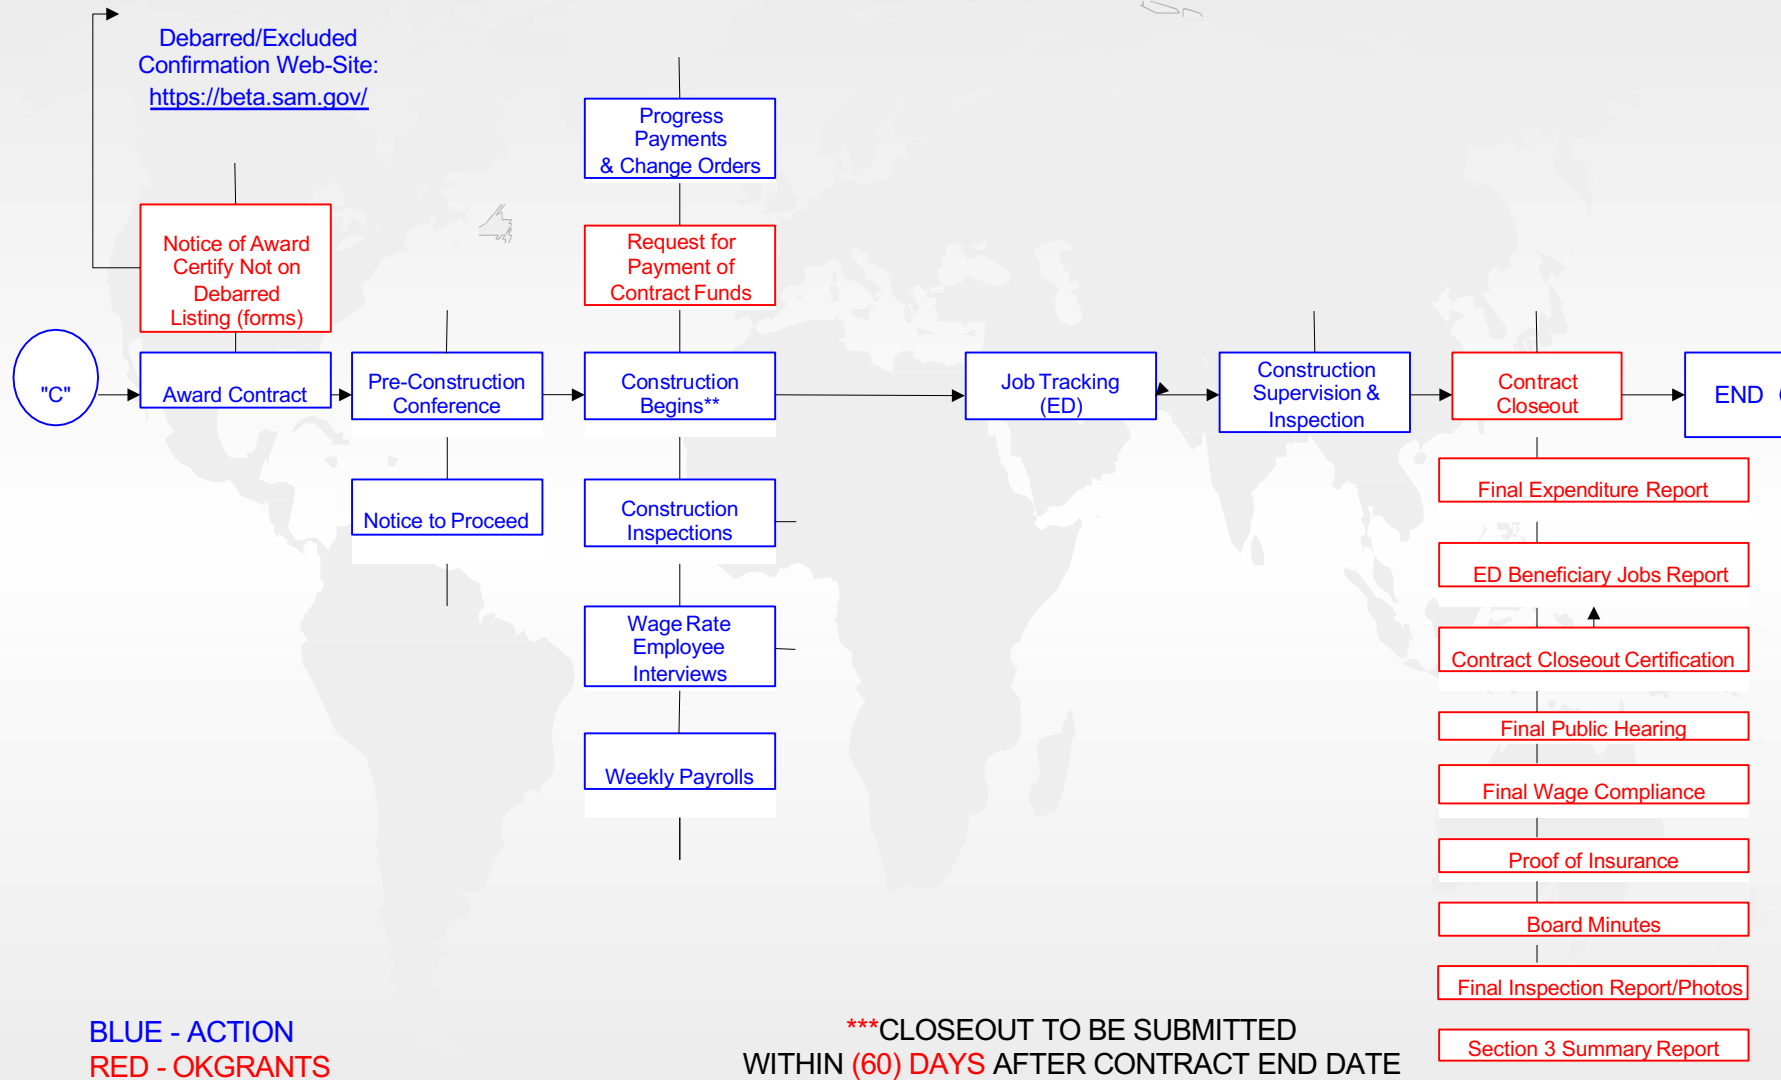 Debarred/Excluded
Confirmation Web-Site:
https://beta.sam.gov/
Progress
Payments
& Change Orders
Notice of Award
Certify Not on
Debarred
Listing (forms)
Request for
Payment of
Contract Funds
"C"
Award Contract
Pre-Construction
Conference
Construction
Begins**
Job Tracking
(ED)
Construction
Supervision &
Inspection
Contract
Closeout
END
Notice to Proceed
Construction
Inspections
Wage Rate
Employee
Interviews
Weekly Payrolls
Final Expenditure Report
ED Beneficiary Jobs Report
Contract Closeout Certification
Final Public Hearing
Final Wage Compliance
Proof of Insurance
Board Minutes
Final Inspection Report/Photos
Section 3 Summary Report
BLUE - ACTION
RED - OKGRANTS
***CLOSEOUT TO BE SUBMITTED
WITHIN (60) DAYS AFTER CONTRACT END DATE